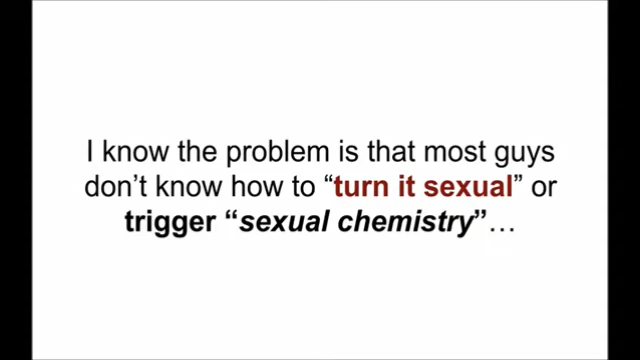 I know the problem is that most guys
don’t know how to “turn it sexual” or
trigger “sexual chemistry”…